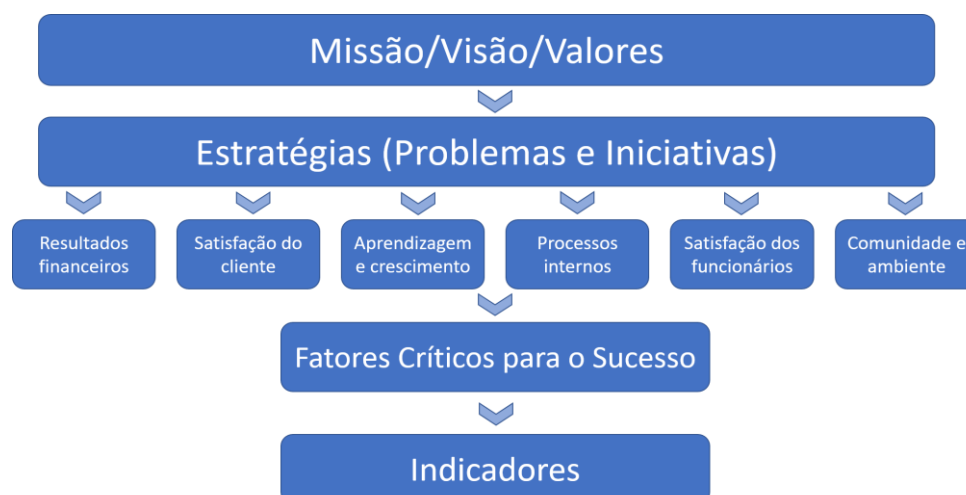 Missão/Visão/Valores
Estratégias (Problemas e Iniciativas)
Resultados
financeiros
Satisfação do
cliente
Aprendizagem
e crescimento
Processos
internos
Satisfação dos
funcionários
Comunidade e
ambiente
Fatores Críticos para o Sucesso
Indicadores